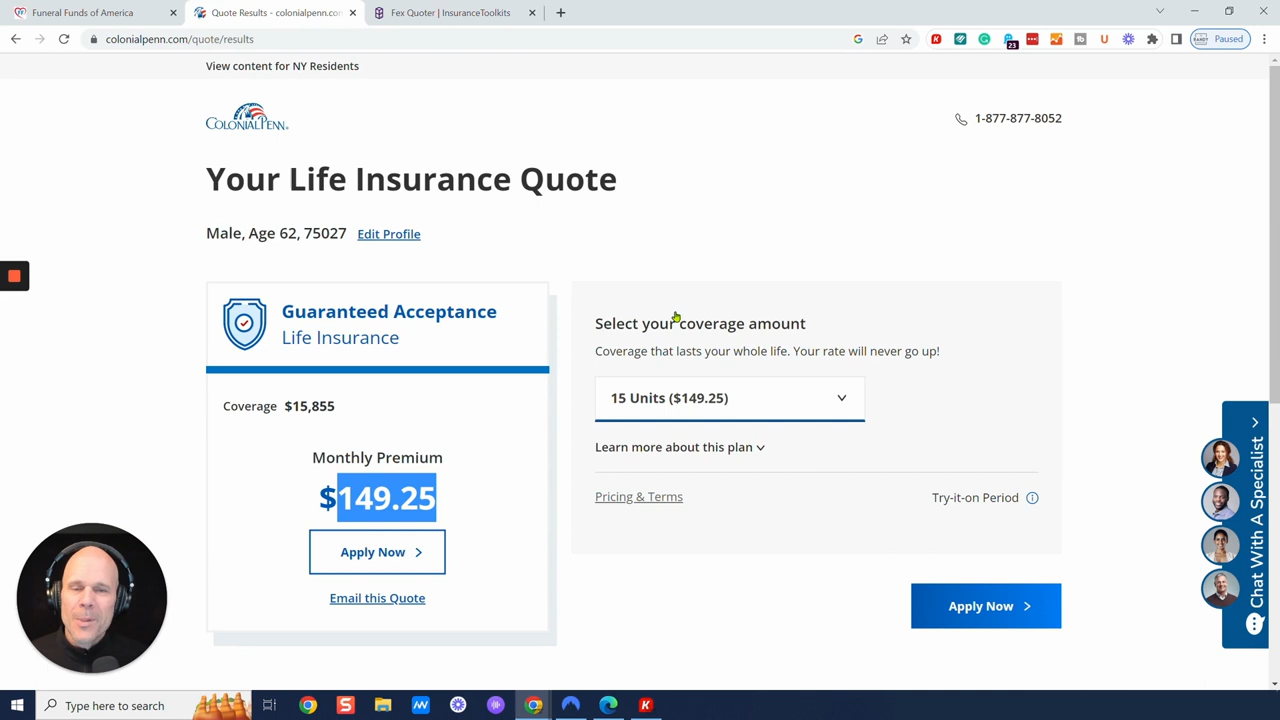 Funeral Funds of America
Quote Results - colonialpenn.co
Fex Quoter | InsuranceToolkits
colonialpenn.com/quote/results
23
Paused
View content for NY Residents
COLONIALPENN
1-877-877-8052
Your Life Insurance Quote
Male, Age 62, 75027 Edit Profile
Guaranteed Acceptance
Life Insurance
Coverage $15,855
Monthly Premium
$149.25
Apply Now
Email this Quote
Select your coverage amount
Coverage that lasts your whole life. Your rate will never go up!
15 Units ($149.25)
Learn more about this plan
Pricing & Terms
Try-it-on Period
Apply Now
Chat With A Specialist
Type here to search